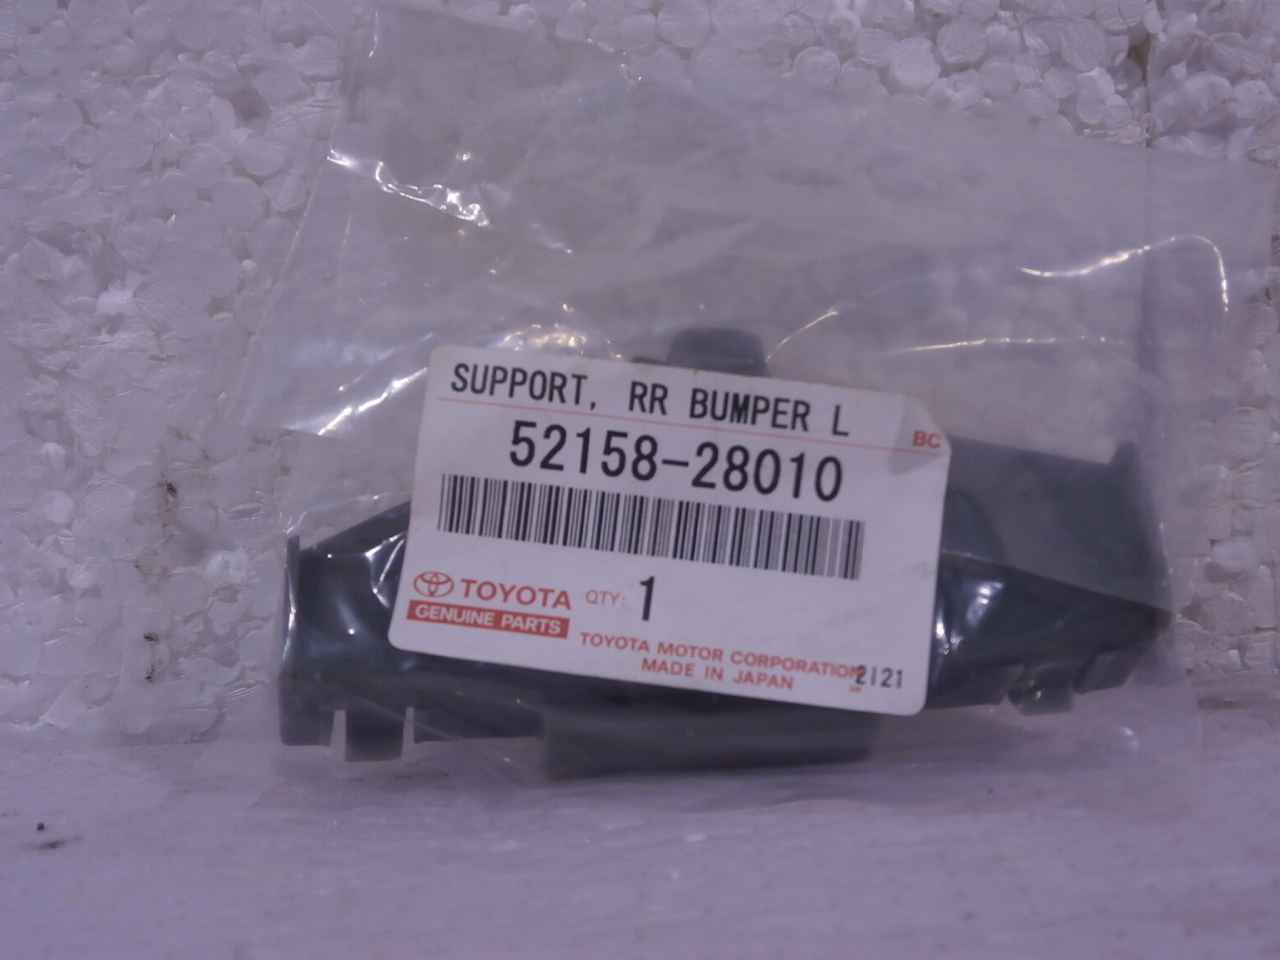 SUPPORT, RR BUMPER L
BC
52158-28010
TOYOTA QTY: 1
GENUINE PARTS
TOYOTA MOTOR CORPORATION
MADE IN JAPAN
2121